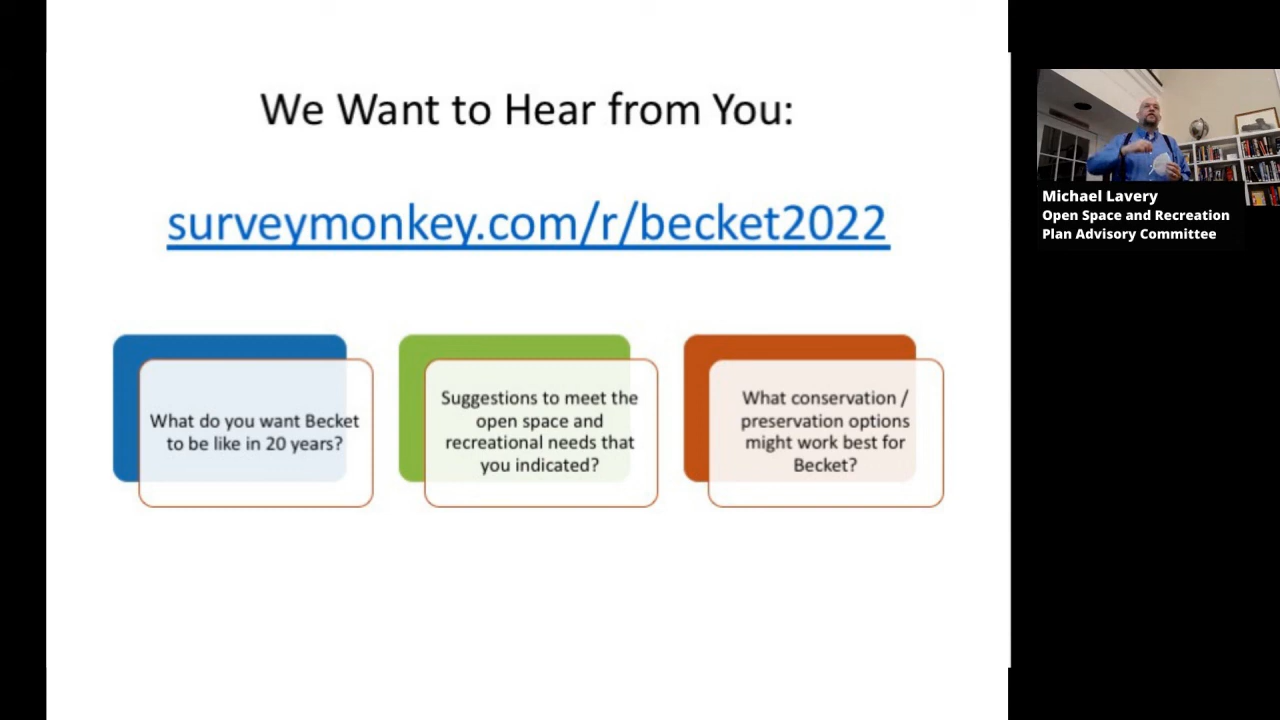 We Want to Hear from You:
surveymonkey.com/r/becket2022
What do you want Becket
to be like in 20 years?
Suggestions to meet the
open space and
recreational needs that
you indicated?
What conservation /
preservation options
might work best for
Becket?
Michael Lavery
Open Space and Recreation
Plan Advisory Committee